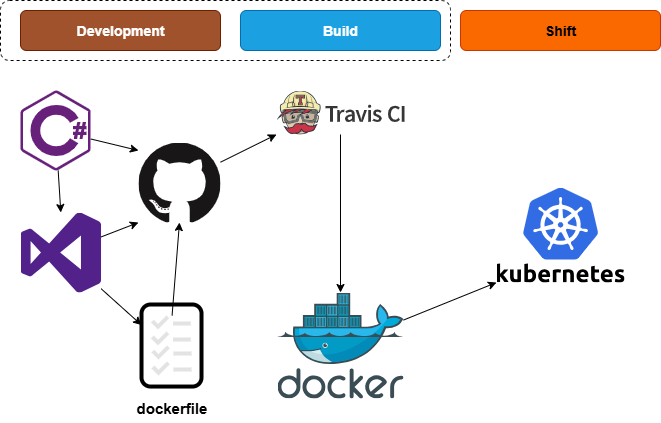 Development
Build
Shift
C#
Travis CI
kubernetes
docker
dockerfile